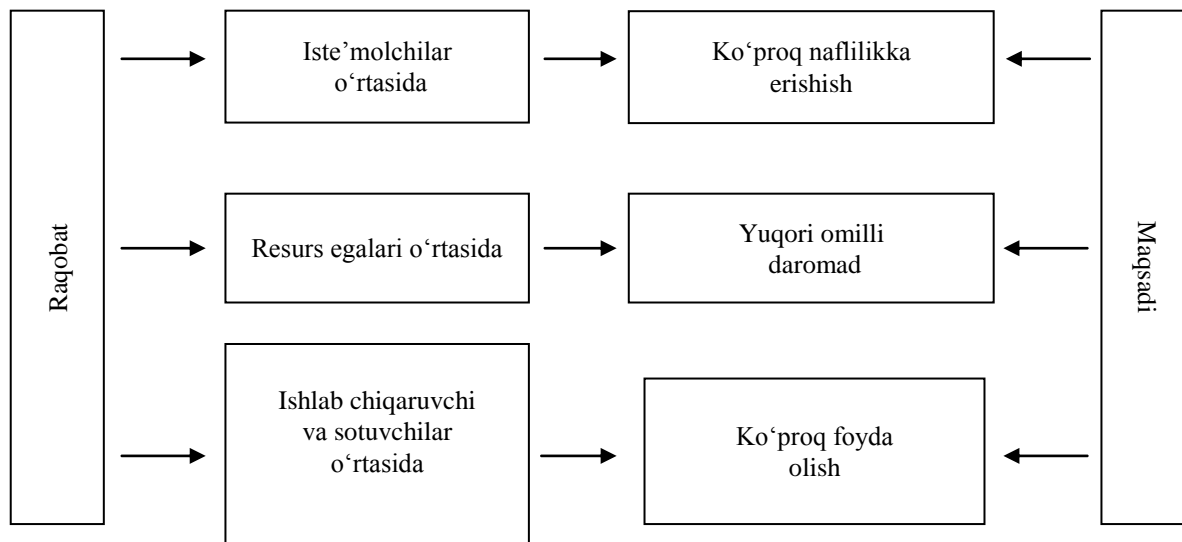 Raqobat
Iste’molchilar
o‘rtasida
Ko‘proq naflilikka
erishish
Resurs egalari o‘rtasida
Yuqori omilli
daromad
Ishlab chiqaruvchi
va sotuvchilar
o‘rtasida
Ko‘proq foyda
olish
Maqsadi